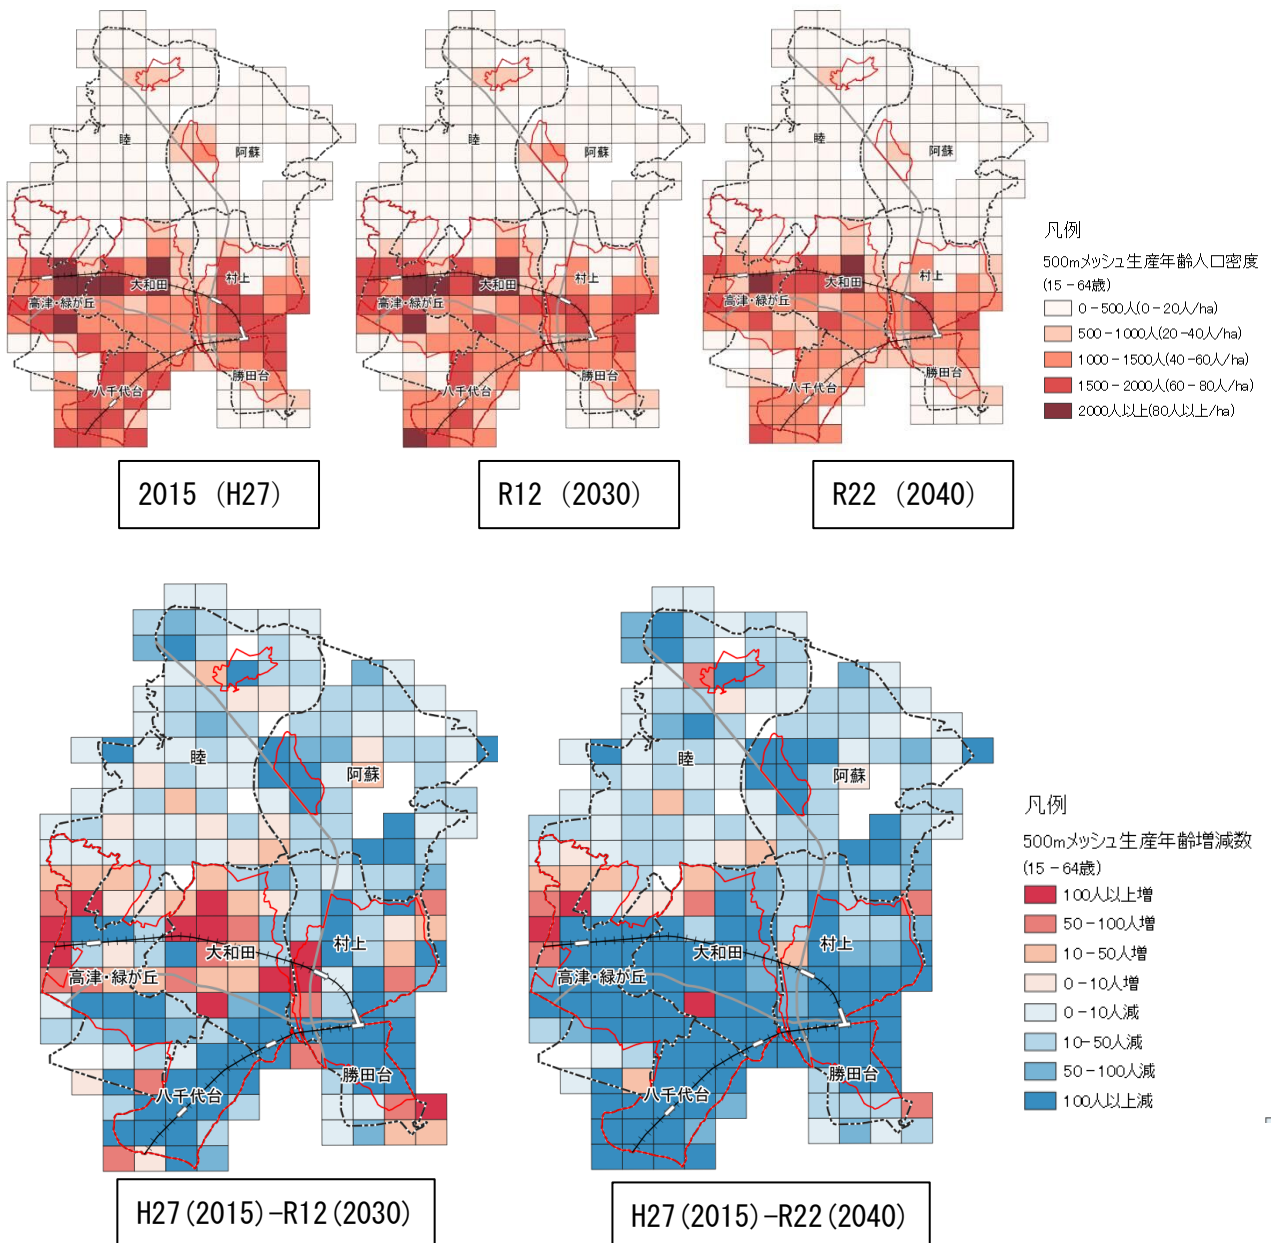 睦
阿蘇
村上
大和田
高津・緑が丘
八千代台
勝田台
2015 (H27)
睦
阿蘇
村上
大和田
高津・緑が丘
八千代台
勝田台
R12 (2030)
睦
阿蘇
村上
大和田
高津・緑が丘
八千代台
勝田台
R22 (2040)
凡例
500mメッシュ生産年齢人口密度
(15-64歳)
0-500人(0-20人/ha)
500-1000人(20-40人/ha)
1000-1500人(40-60人/ha)
1500-2000人(60-80人/ha)
2000人以上(80人以上/ha)
睦
阿蘇
村上
大和田
高津・緑が丘
八千代台
勝田台
H27(2015)-R12(2030)
睦
阿蘇
村上
大和田
高津・緑が丘
八千代台
勝田台
H27(2015)-R22(2040)
凡例
500mメッシュ生産年齢増減数
(15-64歳)
100人以上増
50-100人増
10-50人増
0-10人増
0-10人減
10-50人減
50-100人減
100人以上減